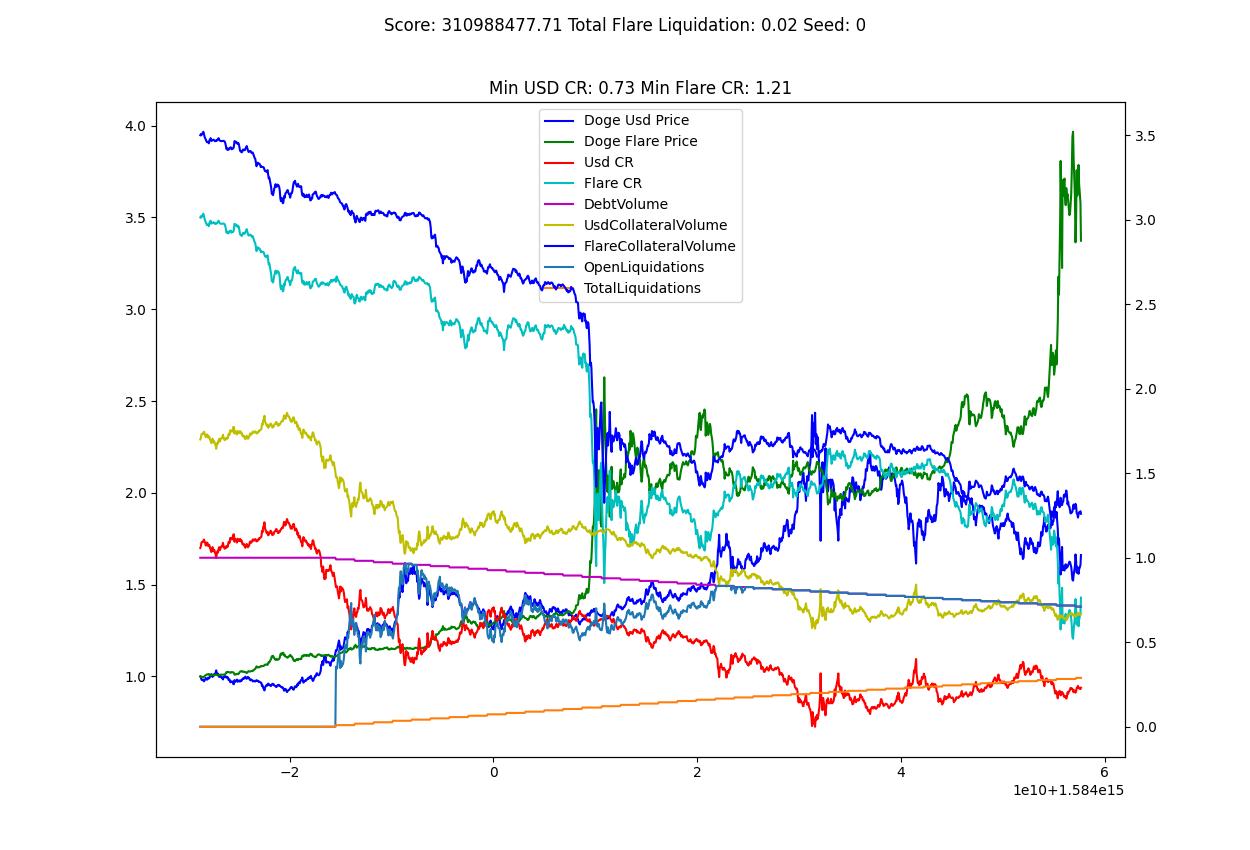 Score: 310988477.71 Total Flare Liquidation: 0.02 Seed: 0
Min USD CR: 0.73 Min Flare CR: 1.21
Doge Usd Price
Doge Flare Price
Usd CR
Flare CR
DebtVolume
UsdCollateralVolume
FlareCollateralVolume
OpenLiquidations
TotalLiquidations
4.0
3.5
3.0
2.5
2.0
1.5
1.0
3.5
3.0
2.5
2.0
1.5
1.0
0.5
0.0
−2
0
2
4
6
1e10+1.584e15